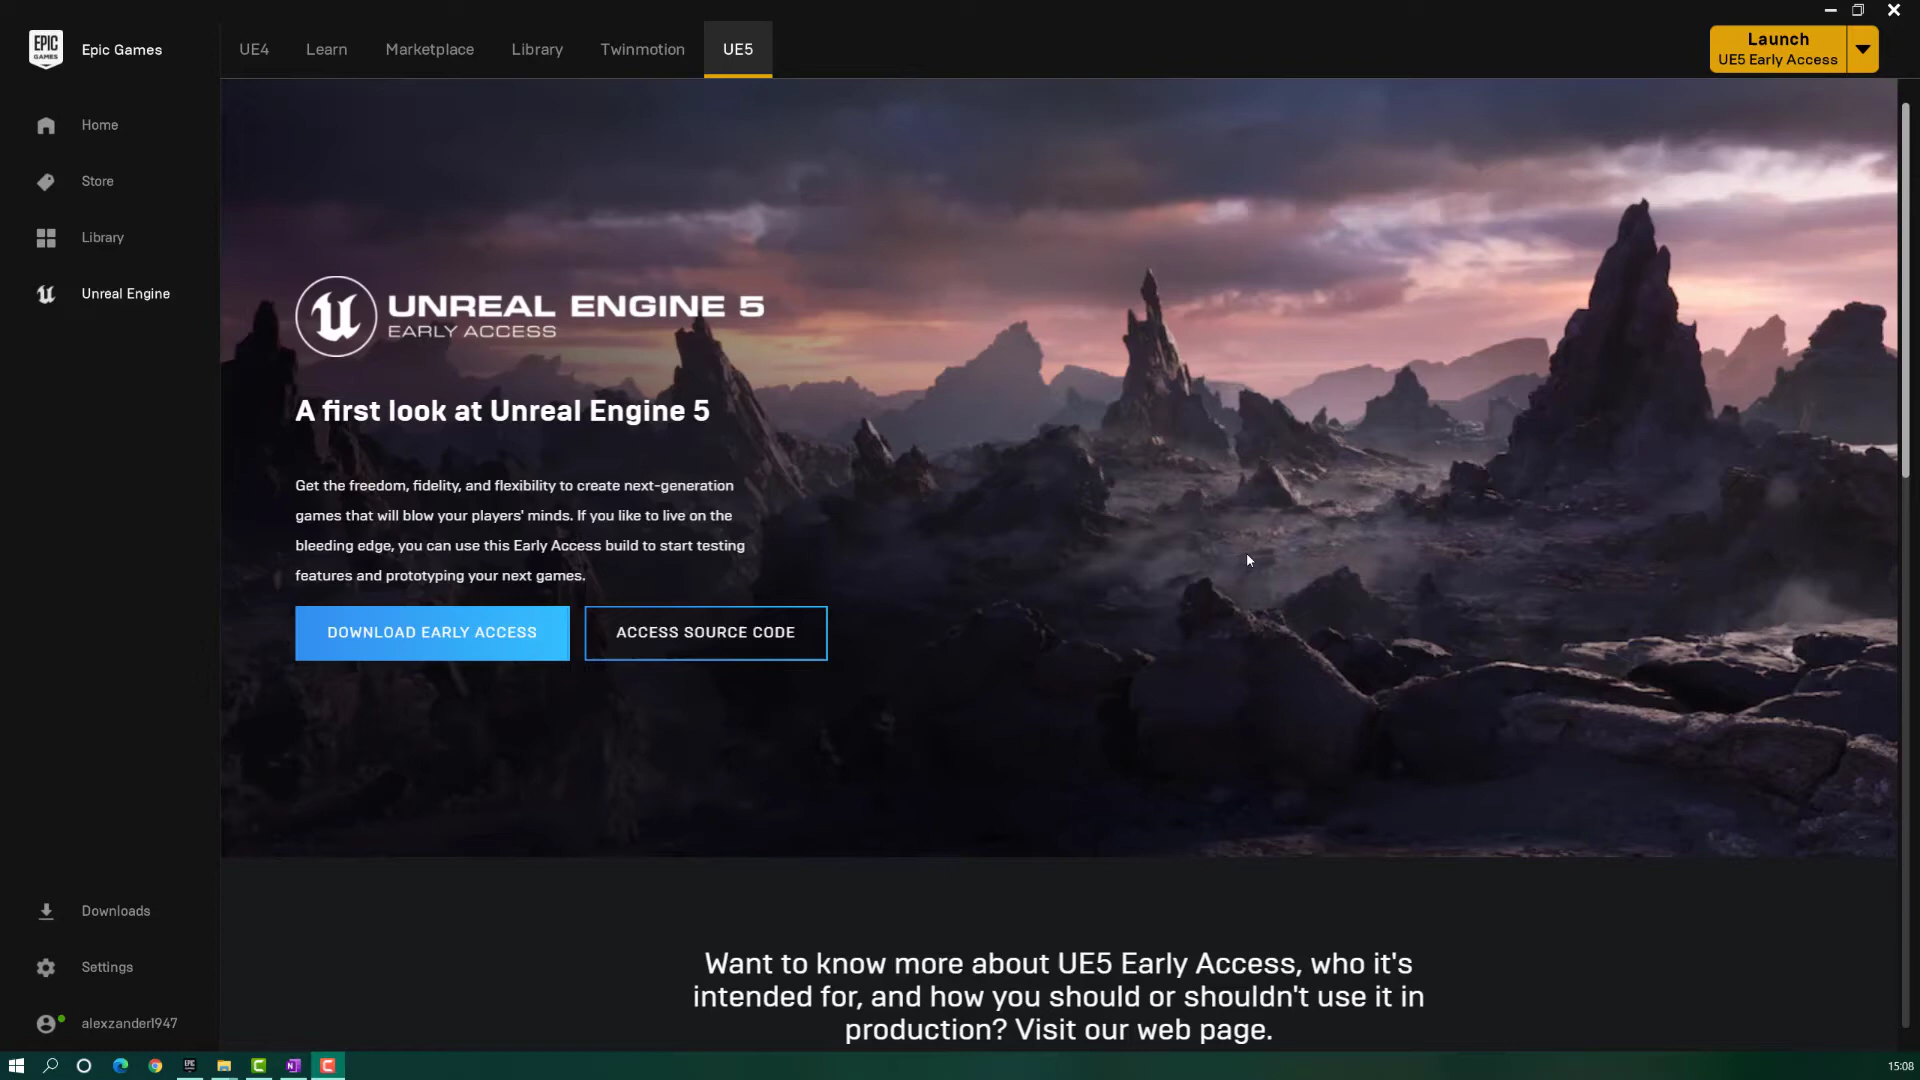 EPIC
GAMES
Epic Games
UE4
Learn
Marketplace
Library
Twinmotion
UE5
Launch
UE5 Early Access
Home
Store
Library
Unreal Engine
UNREAL ENGINE 5
EARLY ACCESS
A first look at Unreal Engine 5
Get the freedom, fidelity, and flexibility to create next-generation
games that will blow your players' minds. If you like to live on the
bleeding edge, you can use this Early Access build to start testing
features and prototyping your next games.
DOWNLOAD EARLY ACCESS
ACCESS SOURCE CODE
Want to know more about UE5 Early Access, who it's
intended for, and how you should or shouldn't use it in
production? Visit our web page.
Downloads
Settings
alexzander1947
15:08